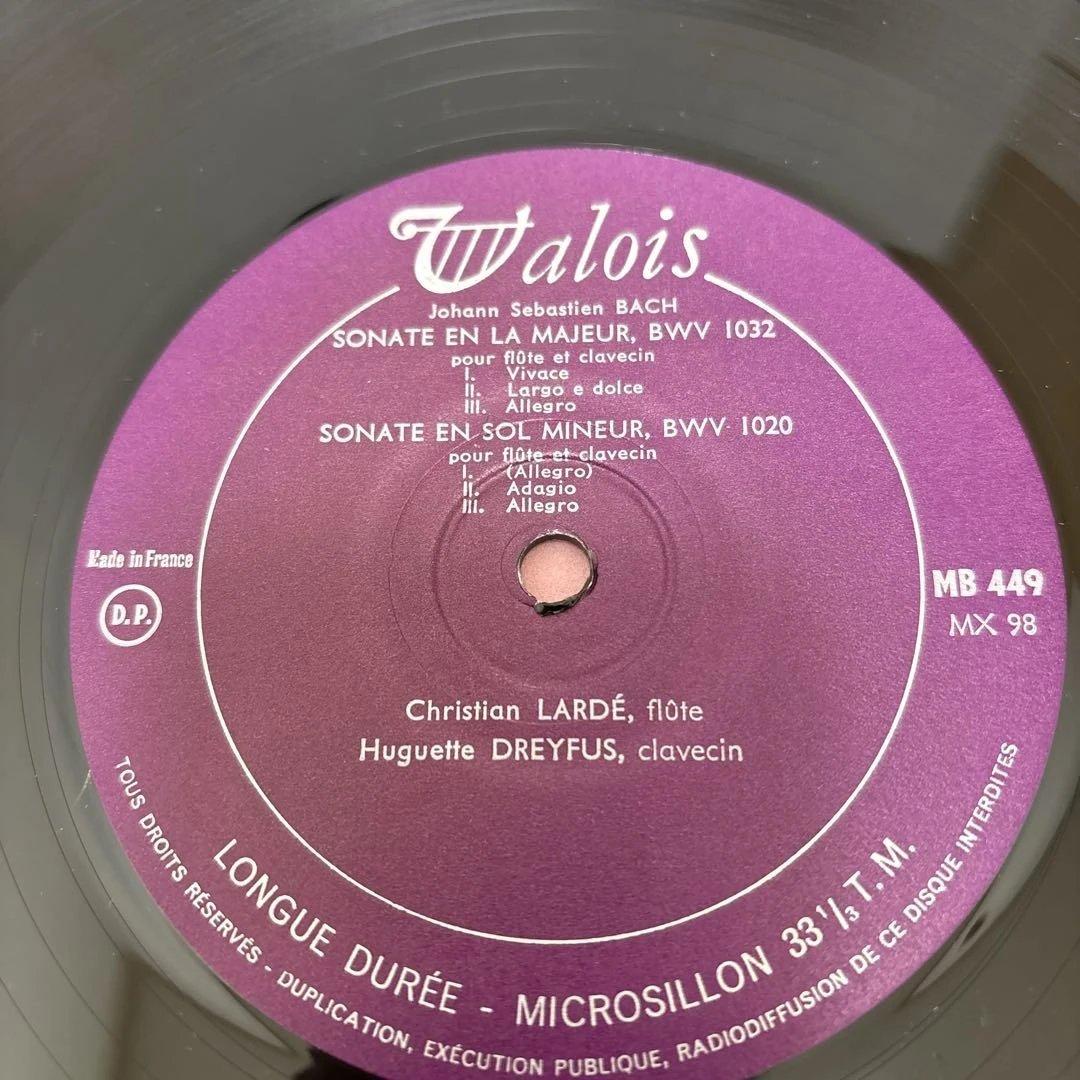 Valois
Johann Sebastien BACH
SONATE EN LA MAJEUR, BWV 1032
pour flûte et clavecin
I. Vivace
II. Largo e dolce
III. Allegro
SONATE EN SOL MINEUR, BWV 1020
pour flûte et clavecin
I. (Allegro)
II. Adagio
III. Allegro
Made in France
D.P.
MB 449
MX 98
Christian LARDÉ, flûte
Huguette DREYFUS, clavecin
LONGUE DURÉE - MICROSILLON 33 1/3 T. M.
TOUS DROITS RÉSERVÉS - DUPLICATION, EXÉCUTION PUBLIQUE, RADIODIFFUSION DE CE DISQUE INTERDITES